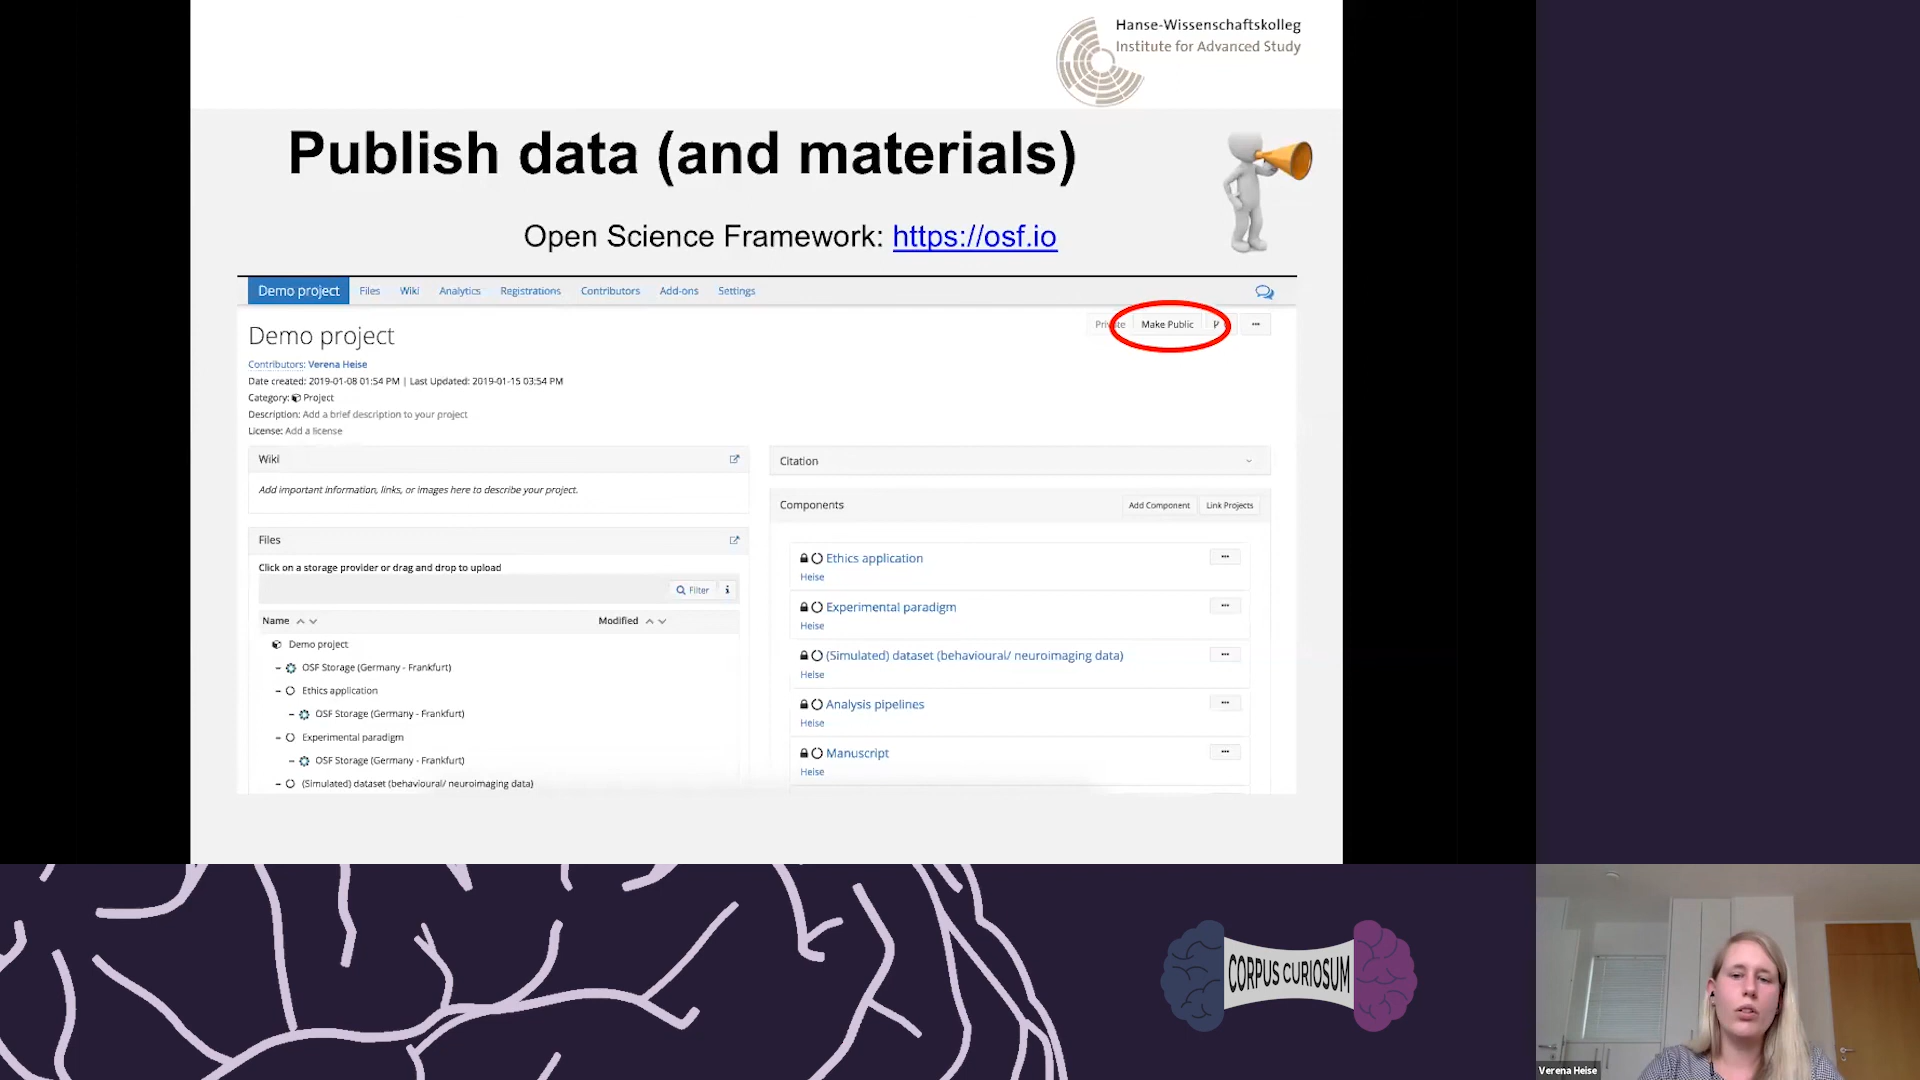 Hanse-Wissenschaftskolleg
Institute for Advanced Study
Publish data (and materials)
Open Science Framework: https://osf.io
Demo project Files Wiki Analytics Registrations Contributors Add-ons Settings
Make Public
Demo project
Contributors: Verena Heise
Date created: 2019-01-08 01:54 PM | Last Updated: 2019-01-15 03:54 PM
Category: Project
Description: Add a brief description to your project
License: Add a license
Wiki
Add important information, links, or images here to describe your project.
Files
Click on a storage provider or drag and drop to upload
Filter i
Name Modified
Demo project
OSF Storage (Germany - Frankfurt)
Ethics application
OSF Storage (Germany - Frankfurt)
Experimental paradigm
OSF Storage (Germany - Frankfurt)
(Simulated) dataset (behavioural/ neuroimaging data)
Citation
Components Add Component Link Projects
Ethics application
Heise
Experimental paradigm
Heise
(Simulated) dataset (behavioural/ neuroimaging data)
Heise
Analysis pipelines
Heise
Manuscript
Heise
CORPUS CURIOSUM
Verena Heise